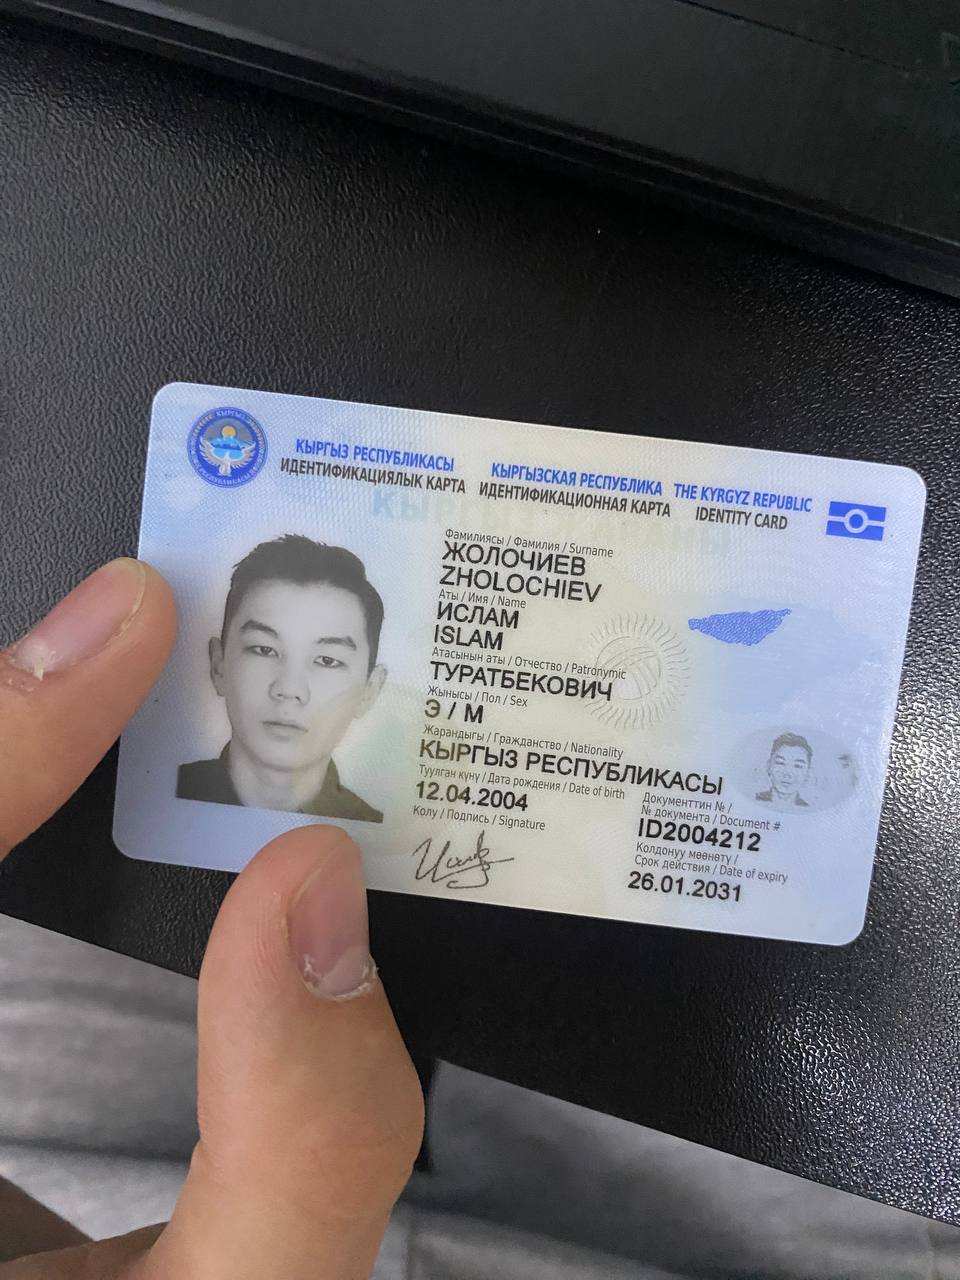 КЫРГЫЗ РЕСПУБЛИКАСЫ
ИДЕНТИФИКАЦИЯЛЫК КАРТА
КЫРГЫЗСКАЯ РЕСПУБЛИКА
ИДЕНТИФИКАЦИОННАЯ КАРТА
THE KYRGYZ REPUBLIC
IDENTITY CARD
Фамилиясы / Фамилия / Surname
ЖОЛОЧИЕВ
ZHOLOCHIEV
Аты / Имя / Name
ИСЛАМ
ISLAM
Атасынын аты / Отчество / Patronymic
ТУРАТБЕКОВИЧ
Жынысы / Пол / Sex
Э / М
Жарандыгы / Гражданство / Nationality
КЫРГЫЗ РЕСПУБЛИКАСЫ
Туулган күнү / Дата рождения / Date of birth
12.04.2004
Колу / Подпись / Signature
Документтин № /
№ документа / Document #
ID2004212
Колдонуу мөөнөтү /
Срок действия / Date of expiry
26.01.2031